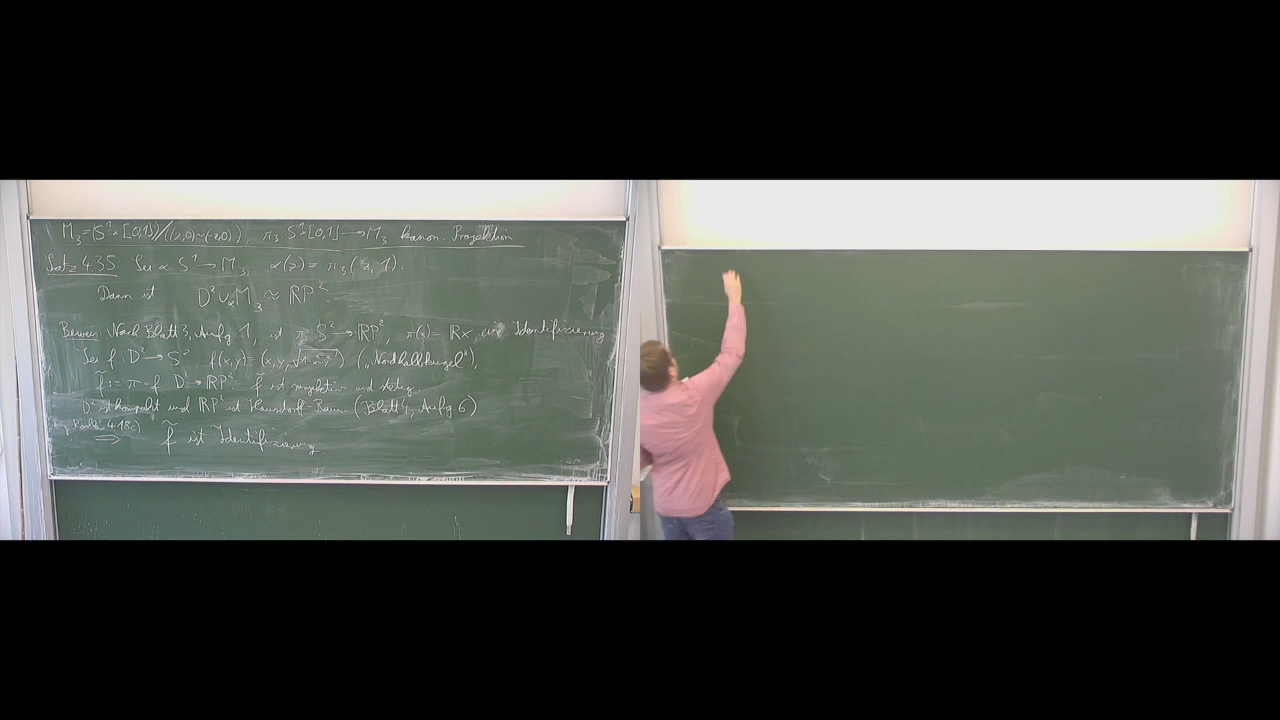 M₃=(S¹×[0,1])/((z,0)~(-z,0)), π₃: S¹×[0,1]→M₃ kanon. Projektion
Satz 4.35. Sei α: S¹→M₃, α(z) = π₃(z,1).
Dann ist D²∪_αM₃ ≈ ℝP².
Beweis: Nach Blatt 3, Aufg. 1, ist π: S²→ℝP², π(x) = ℝx, eine Identifizierung
Sei f: D²→S² f(x,y) = (x,y,√1-x²-y²) („Nordhalbkugel"),
f̃ := π∘f: D²→ℝP². f̃ ist surjektiv und stetig.
D² ist kompakt und ℝP² ist Hausdorff-Raum (Blatt 4, Aufg. 6)
4.18c)
⇒ f̃ ist Identifizierung